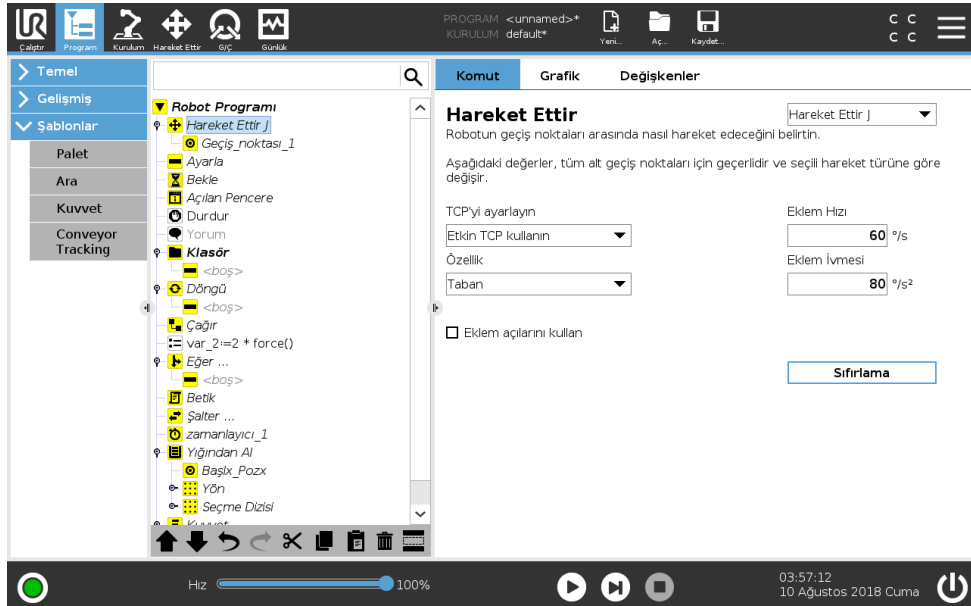 PROGRAM <unnamed>*
KURULUM default*
Çalıştır Program Kurulum Hareket Ettir G/Ç Günlük Yeni... Aç... Kaydet...
C C
C C
Temel
Gelişmiş
Şablonlar
Palet
Ara
Kuvvet
Conveyor
Tracking
Robot Programı
Hareket Ettir J
Geçiş_noktası_1
Ayarla
Bekle
Açılan Pencere
Durdur
Yorum
Klasör
<boş>
Döngü
<boş>
Çağır
var_2:=2 * force()
Eğer ...
<boş>
Betik
Şalter ...
zamanlayıcı_1
Yığından Al
Başlx_Pozx
Yön
Seçme Dizisi
Kuvvet
Komut Grafik Değişkenler
Hareket Ettir
Hareket Ettir J
Robotun geçiş noktaları arasında nasıl hareket edeceğini belirtin.
Aşağıdaki değerler, tüm alt geçiş noktaları için geçerlidir ve seçili hareket türüne göre
değişir.
TCP'yi ayarlayın Eklem Hızı
Etkin TCP kullanın 60 °/s
Özellik Eklem İvmesi
Taban 80 °/s²
Eklem açılarını kullan
Sıfırlama
Hız 100%
03:57:12
10 Ağustos 2018 Cuma